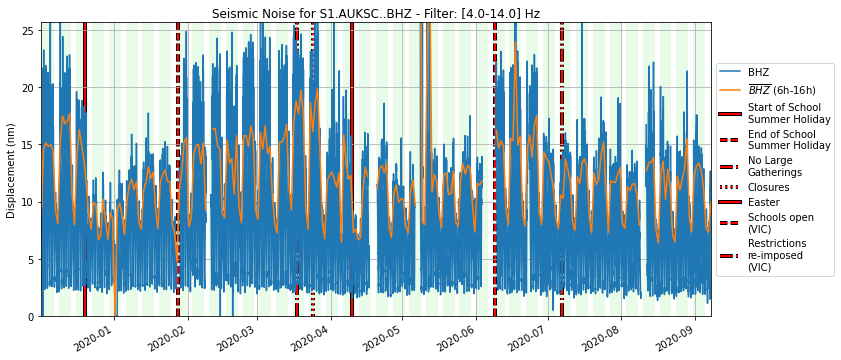 Seismic Noise for S1.AUKSC..BHZ - Filter: [4.0-14.0] Hz
Displacement (nm)
25
20
15
10
5
0
2020-01
2020-02
2020-03
2020-04
2020-05
2020-06
2020-07
2020-08
2020-09
BHZ
BHZ (6h-16h)
Start of School
Summer Holiday
End of School
Summer Holiday
No Large
Gatherings
Closures
Easter
Schools open
(VIC)
Restrictions
re-imposed
(VIC)